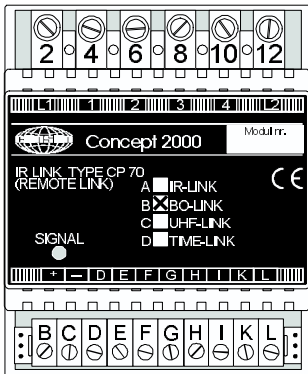 2 4 6 8 10 12
L1 1 2 3 4 L2
Concept 2000
Modul nr.
IR LINK TYPE CP 70
(REMOTE LINK)
A IR-LINK
B BO-LINK
C UHF-LINK
D TIME-LINK
SIGNAL
CE
+ — D E F G H I K L
B C D E F G H I K L